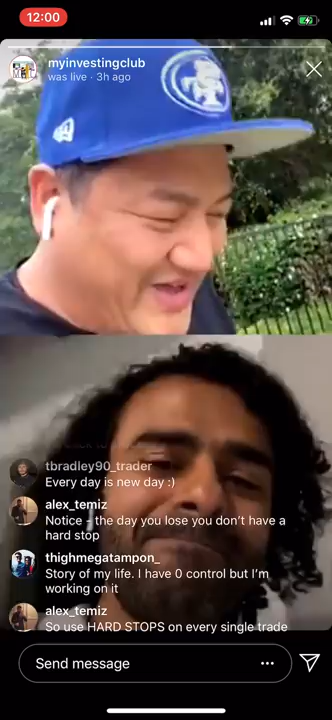 12:00
myinvestingclub
was live · 3h ago
tbradley90_trader
Every day is new day :)
alex_temiz
Notice - the day you lose you don't have a
hard stop
thighmegatampon_
Story of my life. I have 0 control but I'm
working on it
alex_temiz
So use HARD STOPS on every single trade
Send message